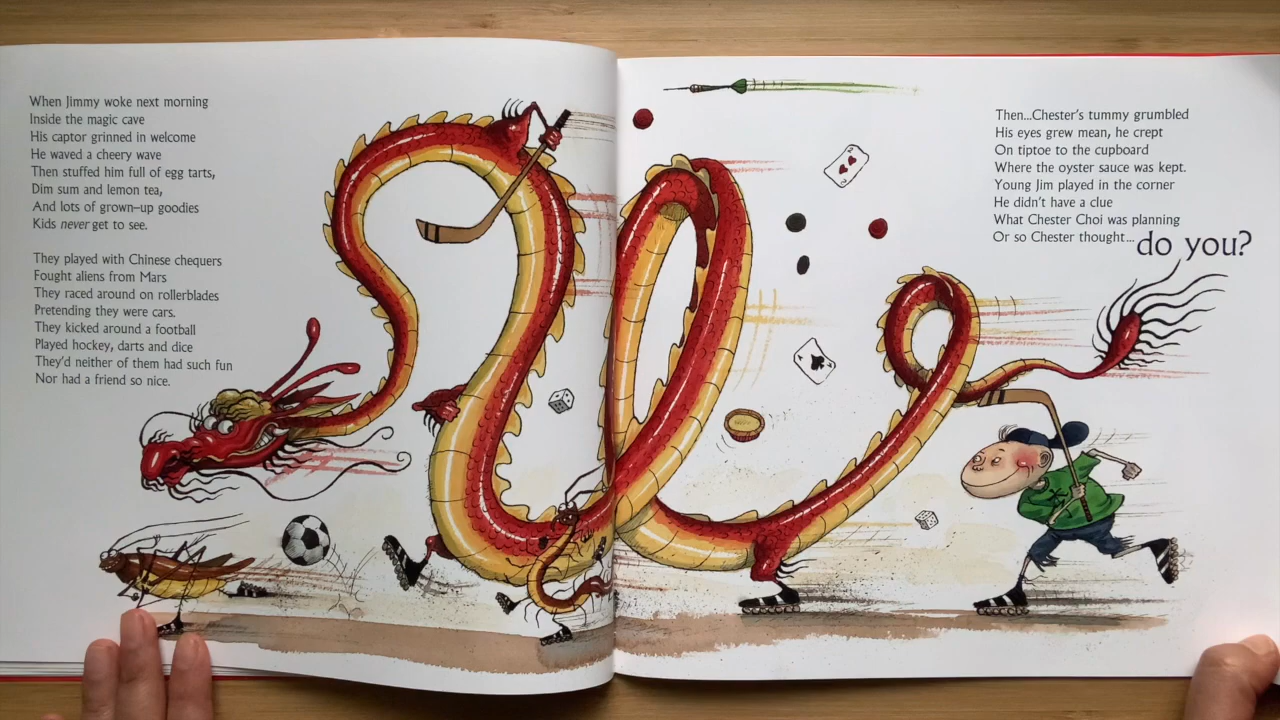 When Jimmy woke next morning
Inside the magic cave
His captor grinned in welcome
He waved a cheery wave
Then stuffed him full of egg tarts,
Dim sum and lemon tea,
And lots of grown-up goodies
Kids never get to see.
They played with Chinese chequers
Fought aliens from Mars
They raced around on rollerblades
Pretending they were cars.
They kicked around a football
Played hockey, darts and dice
They'd neither of them had such fun
Nor had a friend so nice.
Then...Chester's tummy grumbled
His eyes grew mean, he crept
On tiptoe to the cupboard
Where the oyster sauce was kept.
Young Jim played in the corner
He didn't have a clue
What Chester Choi was planning
Or so Chester thought... do you?